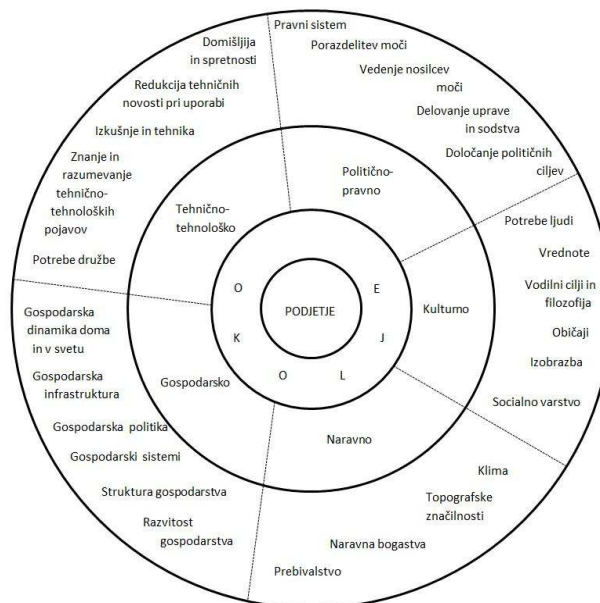 Pravni sistem
Porazdelitev moči
Vedenje nosilcev
moči
Delovanje uprave
in sodstva
Določanje političnih
ciljev
Domišljija
in spretnosti
Redukcija tehničnih
novosti pri uporabi
Izkušnje in tehnika
Znanje in
razumevanje
tehnično-
tehnoloških
pojavov
Potrebe družbe
Tehnično-
tehnološko
Politično-
pravno
Potrebe ljudi
Vrednote
Vodilni cilji in
filozofija
Običaji
Izobrazba
Socialno varstvo
Kulturno
O
K
O
L
J
E
PODJETJE
Gospodarska
dinamika doma
in v svetu
Gospodarska
infrastruktura
Gospodarska politika
Gospodarski sistemi
Struktura gospodarstva
Razvitost
gospodarstva
Gospodarsko
Naravno
Klima
Topografske
značilnosti
Naravna bogastva
Prebivalstvo